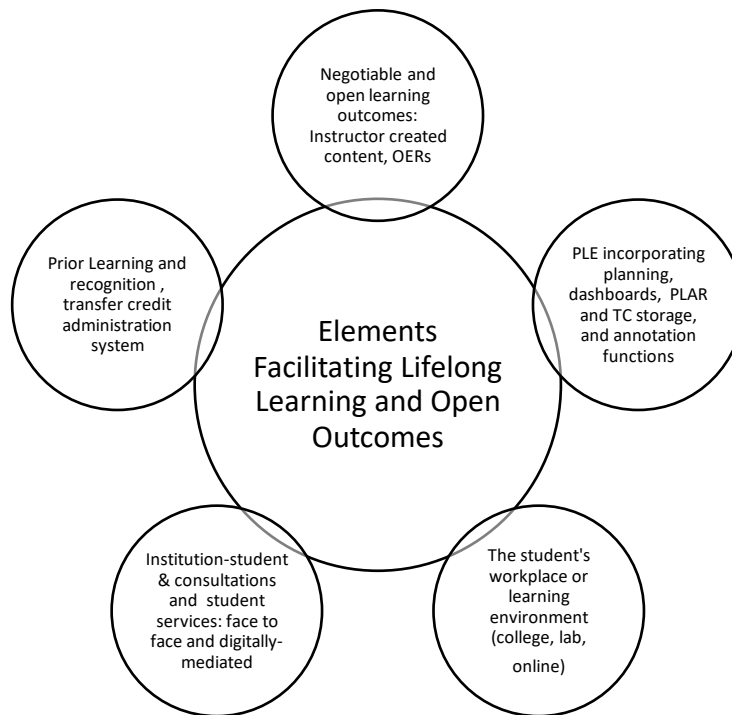 Negotiable and
open learning
outcomes:
Instructor created
content, OERs
Prior Learning and
recognition ,
transfer credit
administration
system
PLE incorporating
planning,
dashboards, PLAR
and TC storage,
and annotation
functions
Elements
Facilitating Lifelong
Learning and Open
Outcomes
Institution-student
& consultations
and student
services: face to
face and digitally-
mediated
The student's
workplace or
learning
environment
(college, lab,
online)